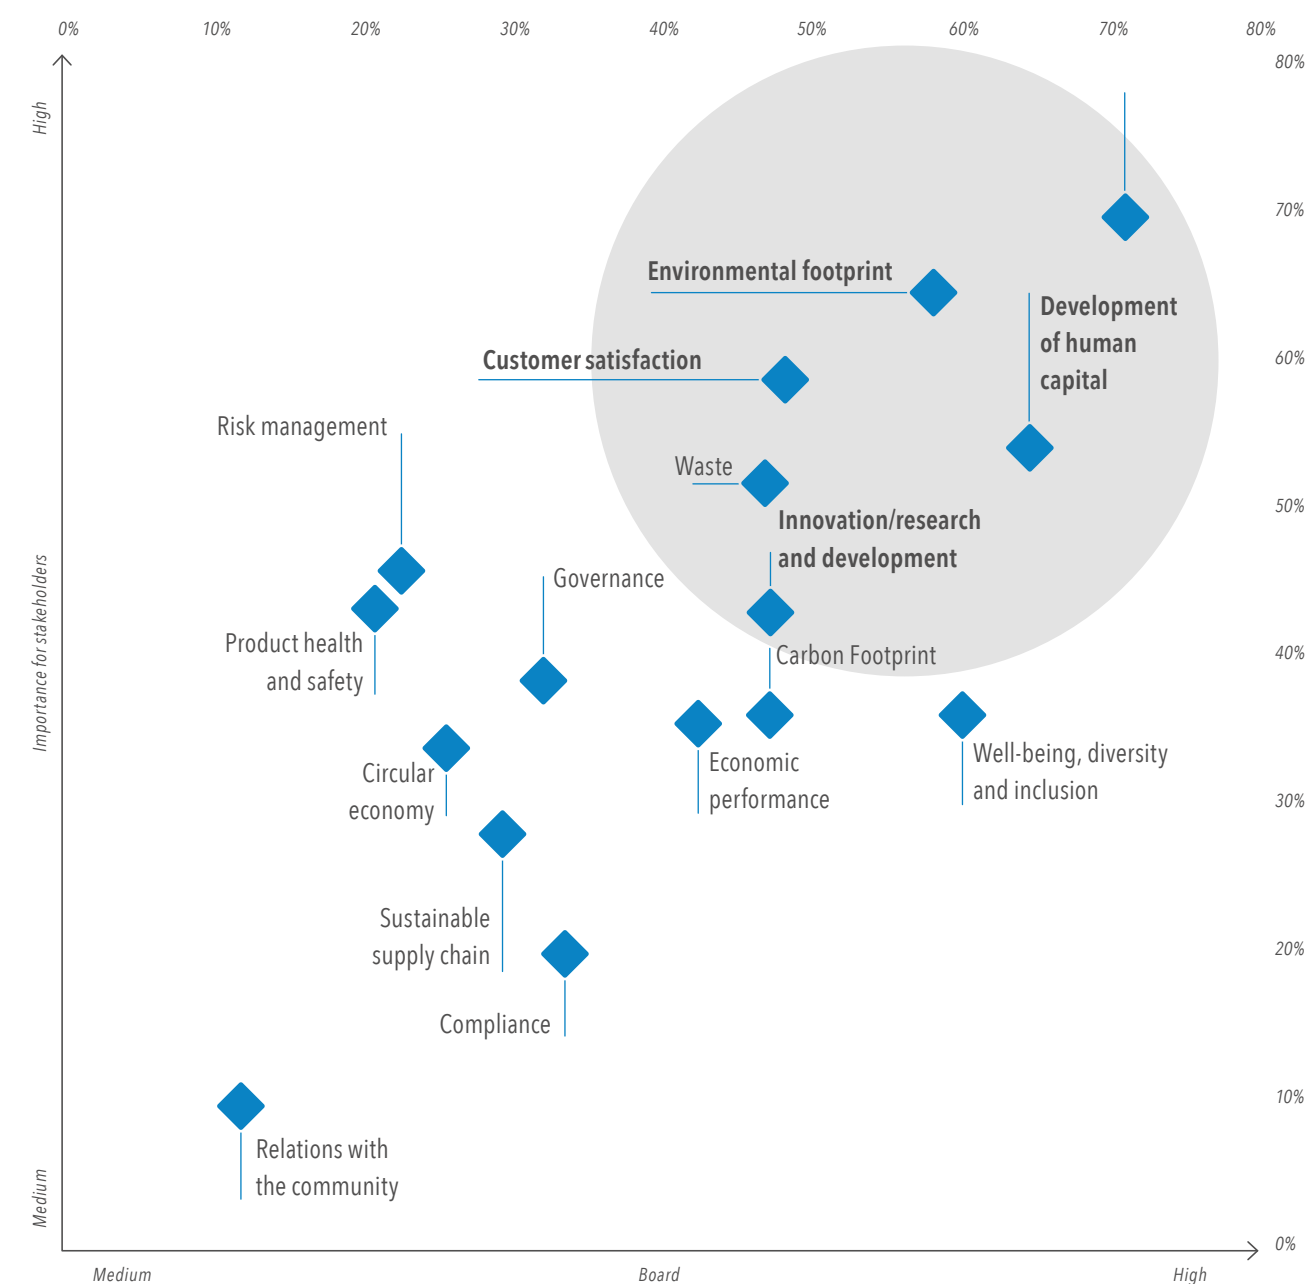 0% 10% 20% 30% 40% 50% 60% 70% 80%
80%
High
70%
Environmental footprint
Development
of human
capital
60%
Customer satisfaction
Risk management
Waste
50%
Innovation/research
and development
Importance for stakeholders
Governance
Product health
and safety
40%
Carbon Footprint
Circular
economy
Economic
performance
Well-being, diversity
and inclusion
30%
Sustainable
supply chain
20%
Compliance
10%
Relations with
the community
Medium
0%
Medium Board High